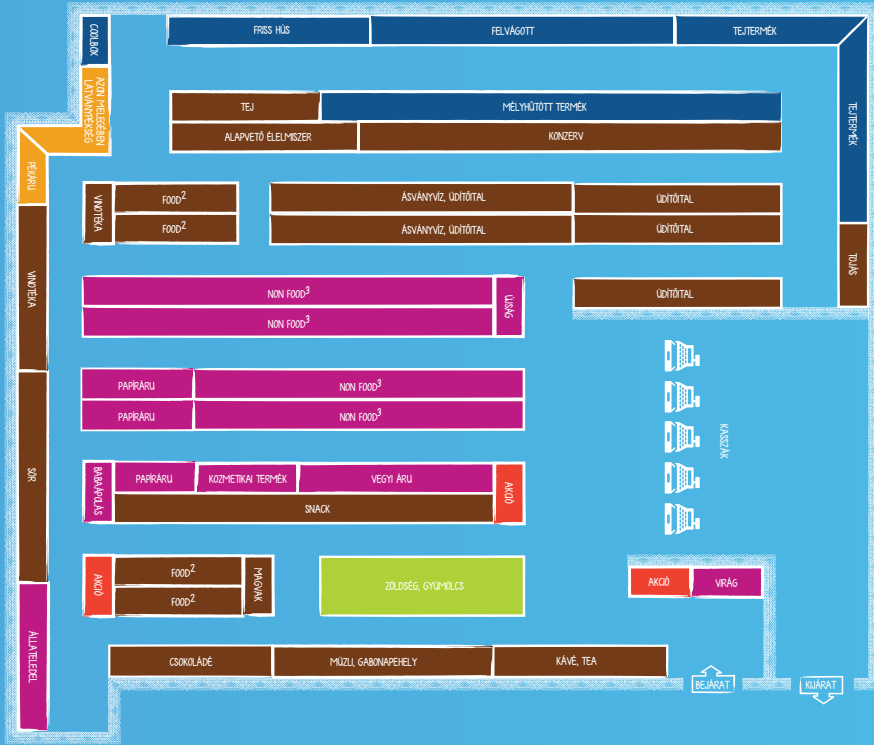 COOLBOX
FRISS HÚS
FELVÁGOTT
TEJTERMÉK
TEJTERMÉK
AZON MELEGÉBEN
LÁTVÁNYPÉKSÉG
TEJ
MÉLYHŰTÖTT TERMÉK
ALAPVETŐ ÉLELMISZER
KONZERV
PÉKÁRU
VINOTÉKA
FOOD²
FOOD²
ÁSVÁNYVÍZ, ÜDÍTŐITAL
ÜDÍTŐITAL
ÁSVÁNYVÍZ, ÜDÍTŐITAL
ÜDÍTŐITAL
TOJÁS
VINOTÉKA
NON FOOD³
NON FOOD³
ÚJSÁG
ÜDÍTŐITAL
PAPÍRÁRU
NON FOOD³
PAPÍRÁRU
NON FOOD³
KASSZÁK
SÖR
BABAÁPOLÁS
PAPÍRÁRU
KOZMETIKAI TERMÉK
VEGYI ÁRU
SNACK
AKCIÓ
AKCIÓ
FOOD²
FOOD²
MAGVAK
ZÖLDSÉG, GYÜMÖLCS
AKCIÓ
VIRÁG
ÁLLATELEDEL
CSOKOLÁDÉ
MÜZLI, GABONAPEHELY
KÁVÉ, TEA
BEJÁRAT
KIJÁRAT